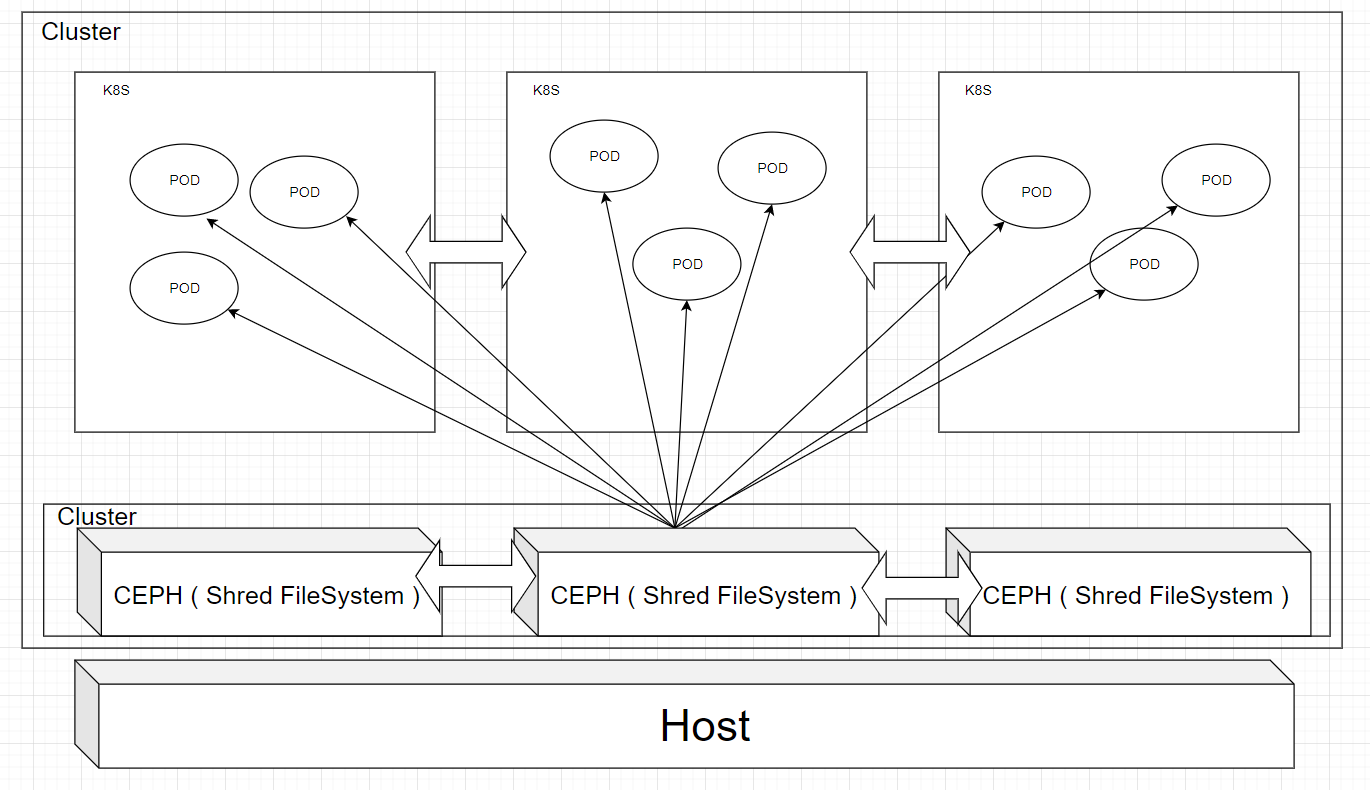 Cluster
K8S
K8S
K8S
POD
POD
POD
POD
POD
POD
POD
POD
POD
Cluster
CEPH ( Shred FileSystem )
CEPH ( Shred FileSystem )
CEPH ( Shred FileSystem )
Host